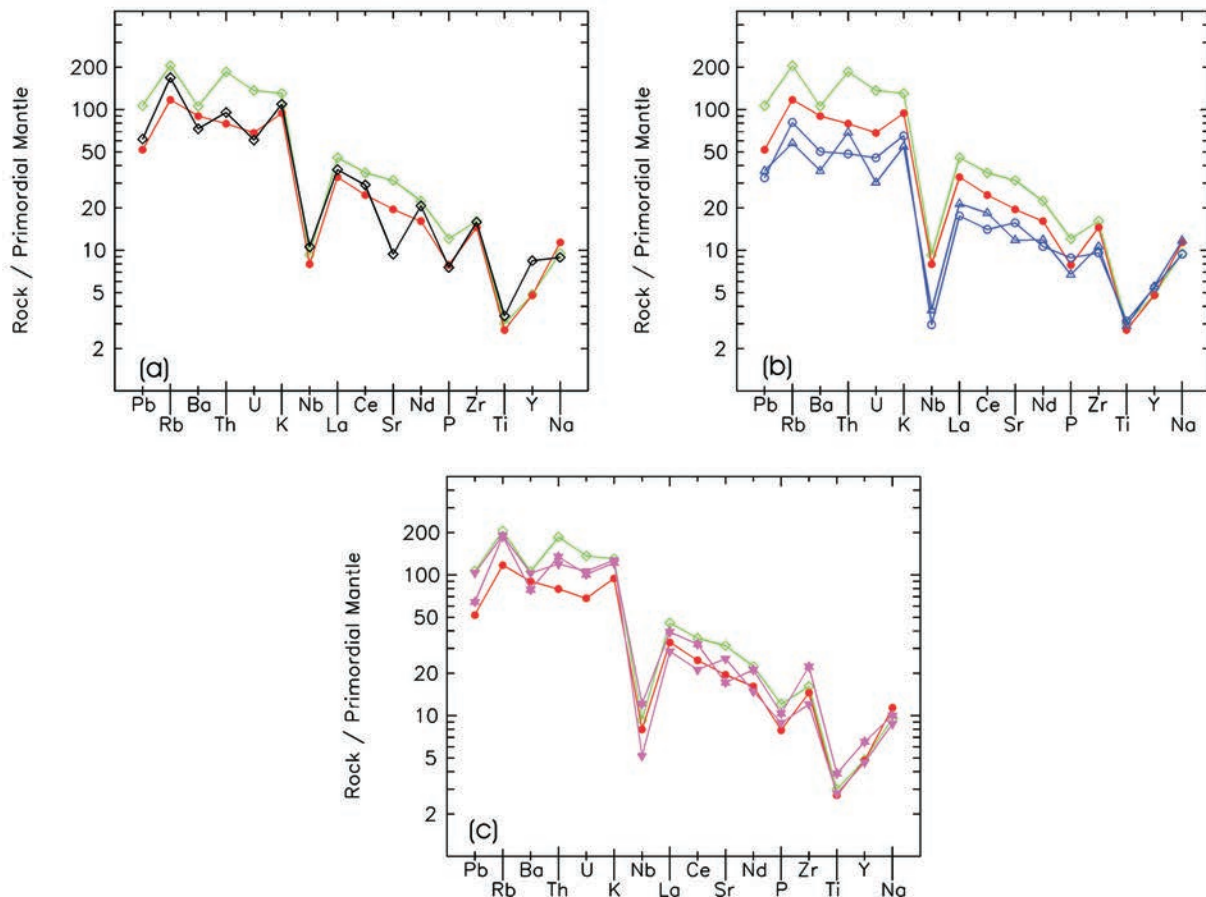 Rock / Primordial Mantle
200
100
50
20
10
5
2
(a)
Pb Ba U Nb Ce Nd Zr Y
Rb Th K La Sr P Ti Na
Rock / Primordial Mantle
200
100
50
20
10
5
2
(b)
Pb Ba U Nb Ce Nd Zr Y
Rb Th K La Sr P Ti Na
Rock / Primordial Mantle
200
100
50
20
10
5
2
(c)
Pb Ba U Nb Ce Nd Zr Y
Rb Th K La Sr P Ti Na